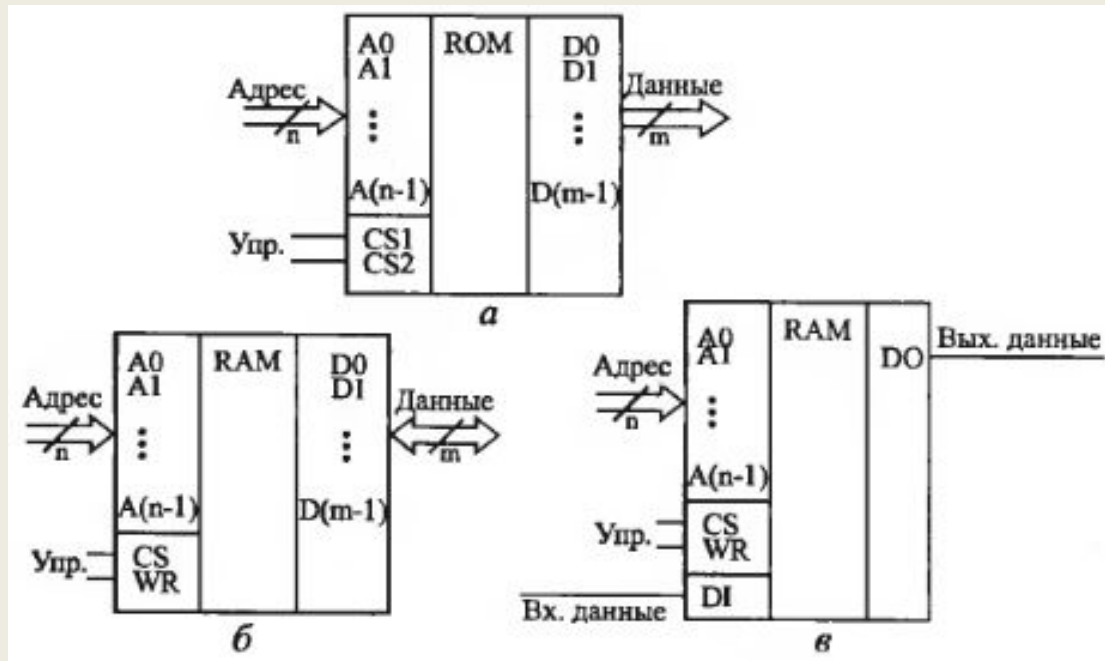 A0 ROM D0
A1 D1
Адрес
n
Данные
m
A(n-1) D(m-1)
Упр.
CS1
CS2
а
A0 RAM D0
A1 D1
Адрес
n
Данные
m
A(n-1) D(m-1)
Упр.
CS
WR
б
A0 RAM
A1 DO
Вых. данные
Адрес
n
A(n-1)
Упр.
CS
WR
DI
Вх. данные
в